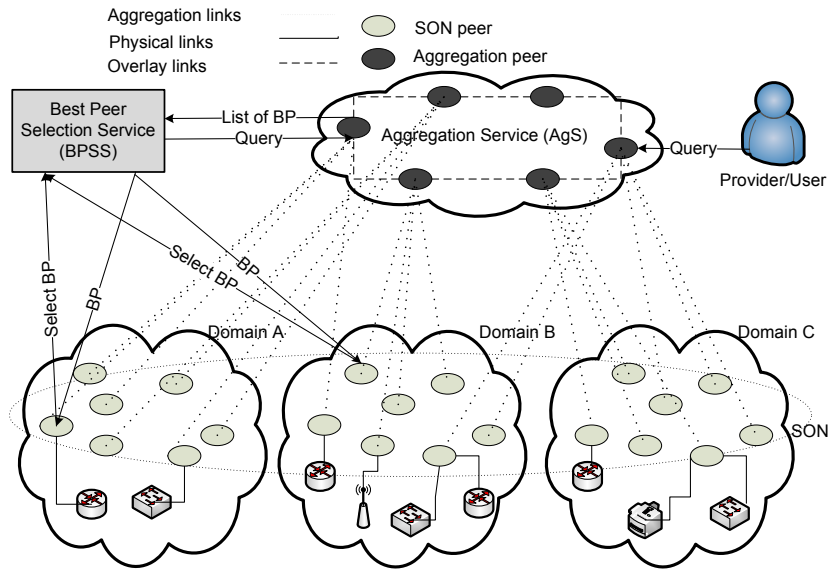 Aggregation links
Physical links
Overlay links
SON peer
Aggregation peer
Best Peer
Selection Service
(BPSS)
List of BP
Query
Aggregation Service (AgS)
Query
Provider/User
Select BP
BP
Select BP
BP
Domain A
Domain B
Domain C
SON